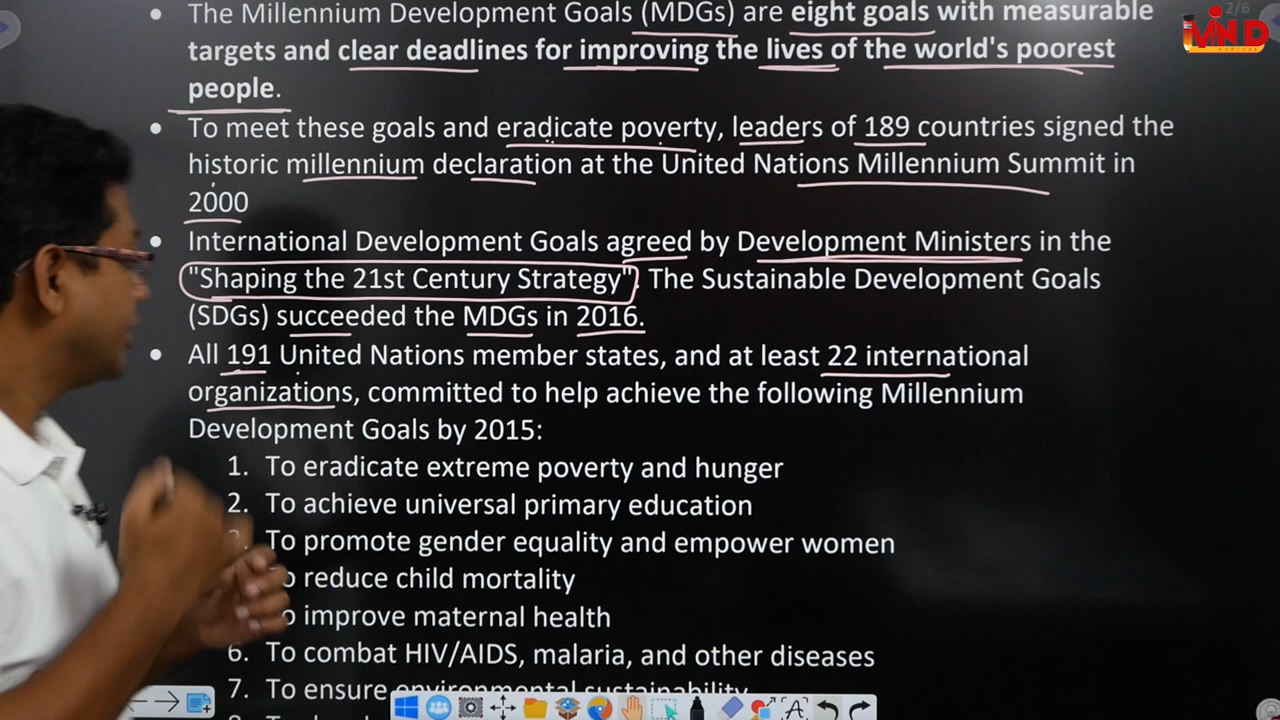 2/6
MIND
The Millennium Development Goals (MDGs) are eight goals with measurable
targets and clear deadlines for improving the lives of the world's poorest
people.
To meet these goals and eradicate poverty, leaders of 189 countries signed the
historic millennium declaration at the United Nations Millennium Summit in
2000
International Development Goals agreed by Development Ministers in the
"Shaping the 21st Century Strategy". The Sustainable Development Goals
(SDGs) succeeded the MDGs in 2016.
All 191 United Nations member states, and at least 22 international
organizations, committed to help achieve the following Millennium
Development Goals by 2015:
1. To eradicate extreme poverty and hunger
2. To achieve universal primary education
To promote gender equality and empower women
reduce child mortality
improve maternal health
6. To combat HIV/AIDS, malaria, and other diseases
7. To ensure environmental sustainability